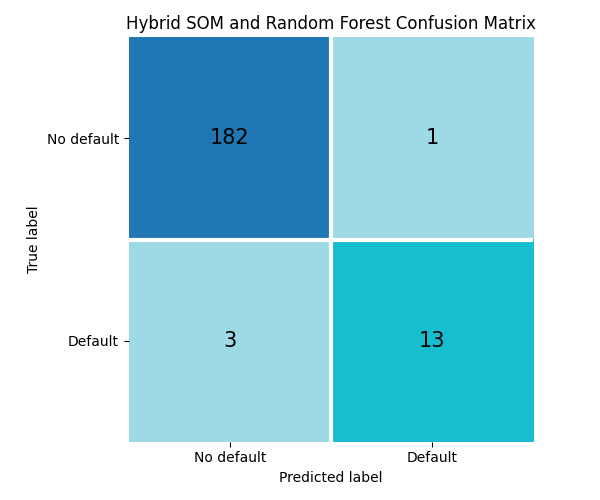 Hybrid SOM and Random Forest Confusion Matrix
True label
No default
182
1
Default
3
13
No default
Default
Predicted label